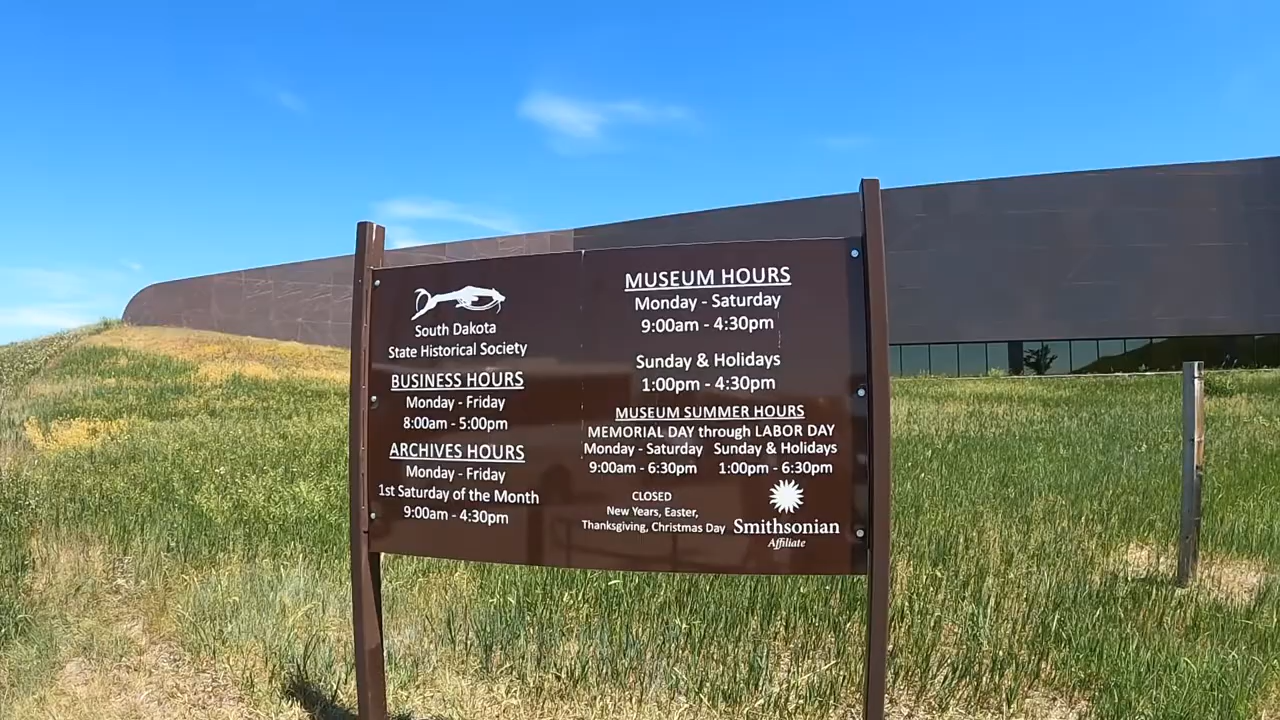 South Dakota
State Historical Society
BUSINESS HOURS
Monday - Friday
8:00am - 5:00pm
ARCHIVES HOURS
Monday - Friday
1st Saturday of the Month
9:00am - 4:30pm
MUSEUM HOURS
Monday - Saturday
9:00am - 4:30pm
Sunday & Holidays
1:00pm - 4:30pm
MUSEUM SUMMER HOURS
MEMORIAL DAY through LABOR DAY
Monday - Saturday Sunday & Holidays
9:00am - 6:30pm 1:00pm - 6:30pm
CLOSED
New Years, Easter,
Thanksgiving, Christmas Day
Smithsonian
Affiliate